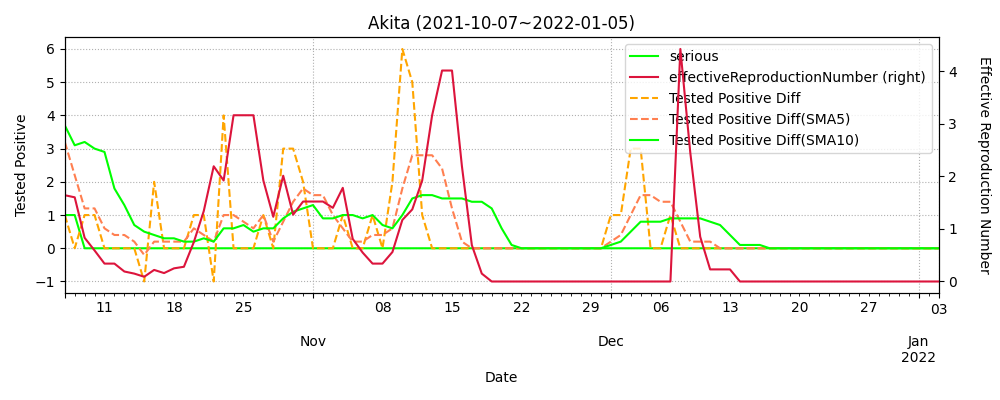 Akita (2021-10-07~2022-01-05)
serious
effectiveReproductionNumber (right)
Tested Positive Diff
Tested Positive Diff(SMA5)
Tested Positive Diff(SMA10)
Tested Positive
6
5
4
3
2
1
0
−1
Effective Reproduction Number
4
3
2
1
0
11 18 25 08 15 22 29 06 13 20 27 03
Nov Dec Jan
2022
Date